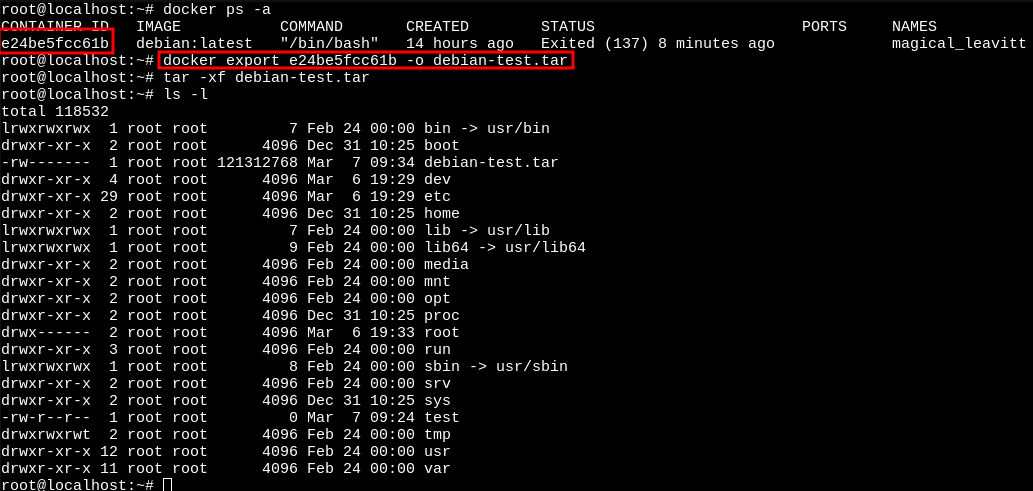 root@localhost:~# docker ps -a
CONTAINER ID   IMAGE           COMMAND       CREATED        STATUS                       PORTS     NAMES
e24be5fcc61b   debian:latest   "/bin/bash"   14 hours ago   Exited (137) 8 minutes ago             magical_leavitt
root@localhost:~# docker export e24be5fcc61b -o debian-test.tar
root@localhost:~# tar -xf debian-test.tar
root@localhost:~# ls -l
total 118532
lrwxrwxrwx  1 root root         7 Feb 24 00:00 bin -> usr/bin
drwxr-xr-x  2 root root      4096 Dec 31 10:25 boot
-rw-------  1 root root 121312768 Mar  7 09:34 debian-test.tar
drwxr-xr-x  4 root root      4096 Mar  6 19:29 dev
drwxr-xr-x 29 root root      4096 Mar  6 19:29 etc
drwxr-xr-x  2 root root      4096 Dec 31 10:25 home
lrwxrwxrwx  1 root root         7 Feb 24 00:00 lib -> usr/lib
lrwxrwxrwx  1 root root         9 Feb 24 00:00 lib64 -> usr/lib64
drwxr-xr-x  2 root root      4096 Feb 24 00:00 media
drwxr-xr-x  2 root root      4096 Feb 24 00:00 mnt
drwxr-xr-x  2 root root      4096 Feb 24 00:00 opt
drwxr-xr-x  2 root root      4096 Dec 31 10:25 proc
drwx------  2 root root      4096 Mar  6 19:33 root
drwxr-xr-x  3 root root      4096 Feb 24 00:00 run
lrwxrwxrwx  1 root root         8 Feb 24 00:00 sbin -> usr/sbin
drwxr-xr-x  2 root root      4096 Feb 24 00:00 srv
drwxr-xr-x  2 root root      4096 Dec 31 10:25 sys
-rw-r--r--  1 root root         0 Mar  7 09:24 test
drwxrwxrwt  2 root root      4096 Feb 24 00:00 tmp
drwxr-xr-x 12 root root      4096 Feb 24 00:00 usr
drwxr-xr-x 11 root root      4096 Feb 24 00:00 var
root@localhost:~#